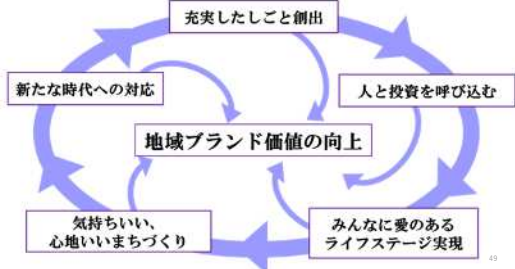 充実したしごと創出
新たな時代への対応
人と投資を呼び込む
地域ブランド価値の向上
気持ちいい、
心地いいまちづくり
みんなに愛のある
ライフステージ実現
49